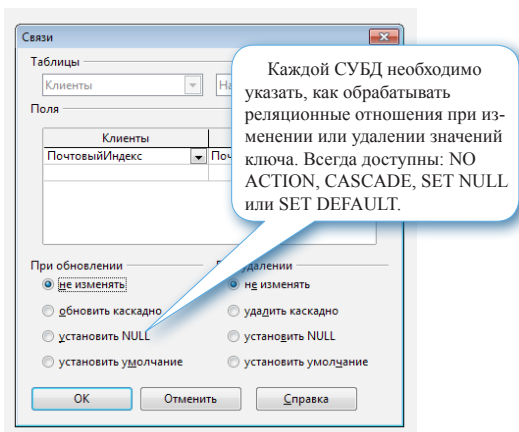 Связи
Таблицы
Клиенты
Поля
Клиенты
ПочтовыйИндекс
Каждой СУБД необходимо
указать, как обрабатывать
реляционные отношения при из-
менении или удалении значений
ключа. Всегда доступны: NO
ACTION, CASCADE, SET NULL
или SET DEFAULT.
При обновлении
удалении
не изменять
не изменять
обновить каскадно
удалить каскадно
установить NULL
установить NULL
установить умолчание
установить умолчание
OK Отменить Справка